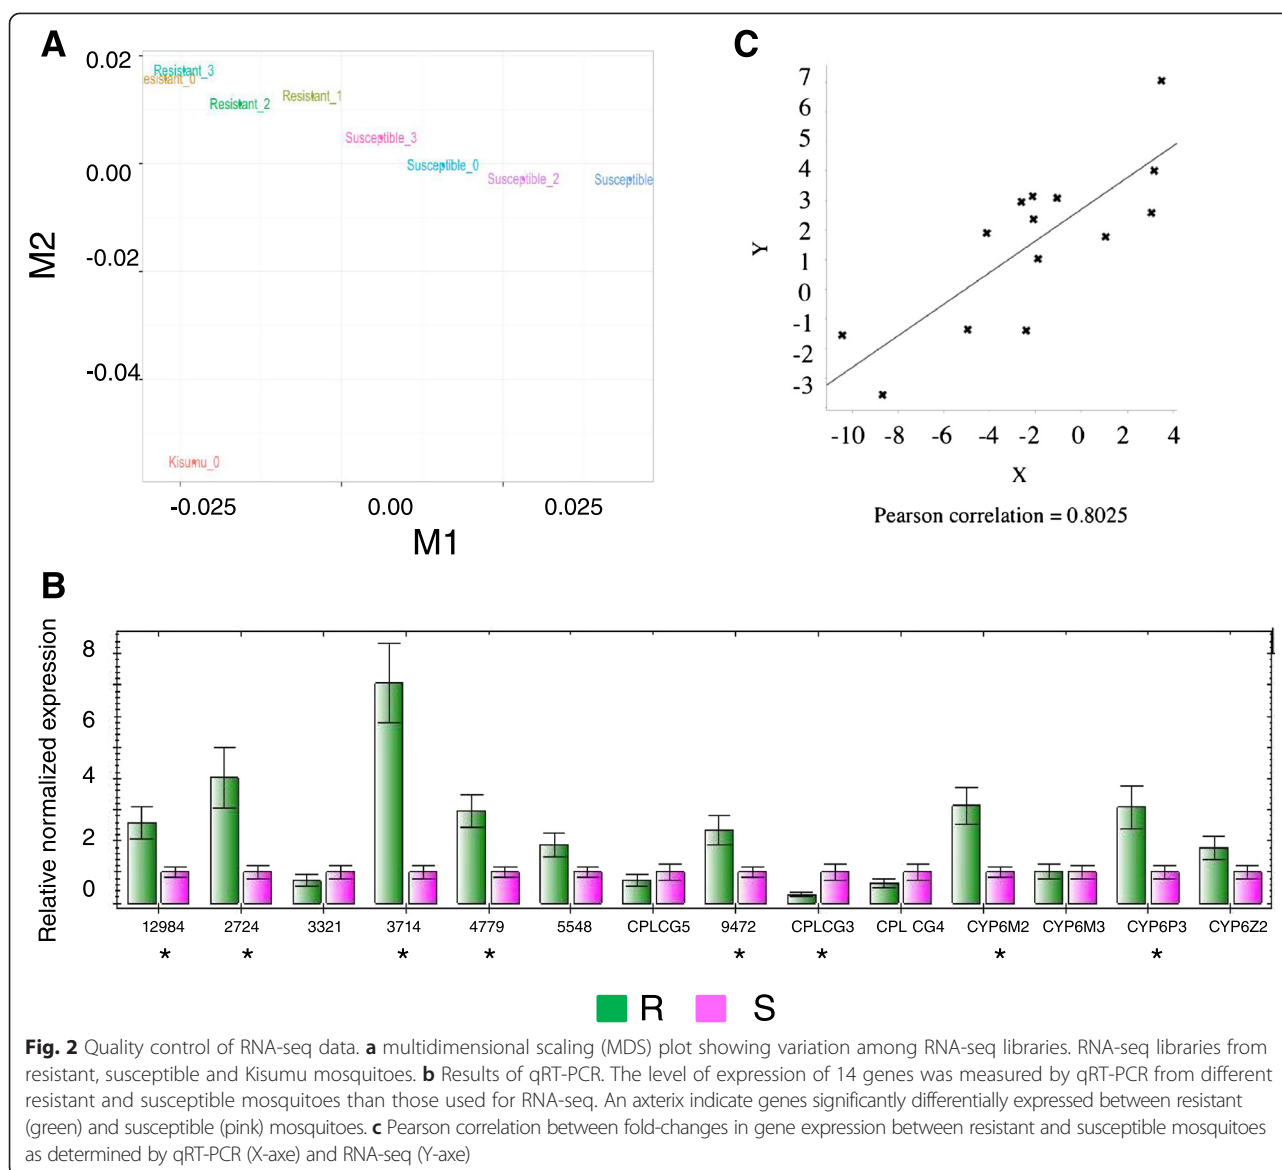 A
0.02
0.00
-0.02
-0.04
M2
Resistant_3
esistant_0
Resistant_2
Resistant_1
Susceptible_3
Susceptible_0
Susceptible_2
Susceptible
Kisumu_0
-0.025 0.00 0.025
M1
C
7
6
5
4
3
2
1
0
-1
-2
-3
Y
-10 -8 -6 -4 -2 0 2 4
X
Pearson correlation = 0.8025
B
Relative normalized expression
8
6
4
2
0
12984 2724 3321 3714 4779 5548 CPLCG5 9472 CPLCG3 CPL CG4 CYP6M2 CYP6M3 CYP6P3 CYP6Z2
* * * * * * * *
R S
Fig. 2 Quality control of RNA-seq data. a multidimensional scaling (MDS) plot showing variation among RNA-seq libraries. RNA-seq libraries from
resistant, susceptible and Kisumu mosquitoes. b Results of qRT-PCR. The level of expression of 14 genes was measured by qRT-PCR from different
resistant and susceptible mosquitoes than those used for RNA-seq. An axterix indicate genes significantly differentially expressed between resistant
(green) and susceptible (pink) mosquitoes. c Pearson correlation between fold-changes in gene expression between resistant and susceptible mosquitoes
as determined by qRT-PCR (X-axe) and RNA-seq (Y-axe)